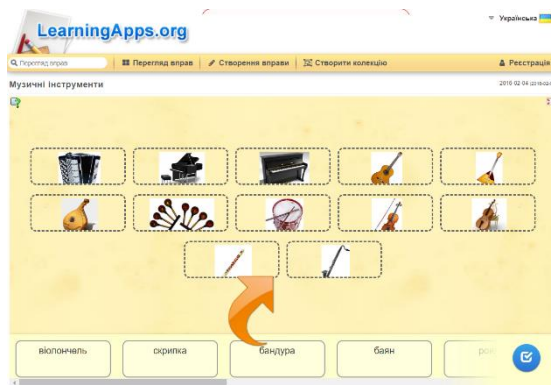 LearningApps.org
Українська
Перегляд вправ
Перегляд вправ
Створення вправи
Створити колекцію
Реєстрація
Музичні інструменти
2016-02-04
віолончель
скрипка
бандура
баян